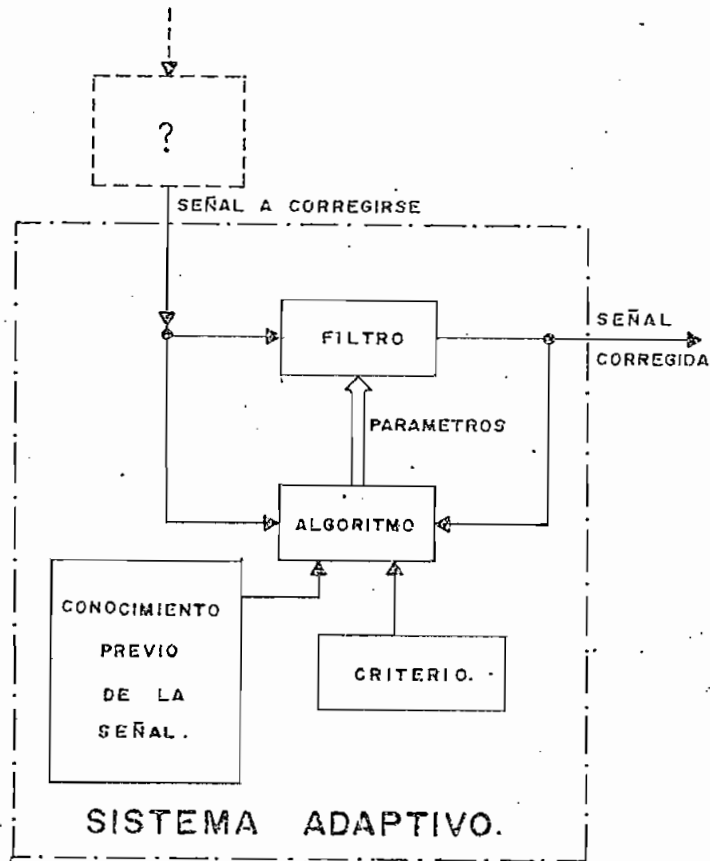 ?
SEÑAL A CORREGIRSE
FILTRO
SEÑAL
CORREGIDA
PARAMETROS
ALGORITMO
CONOCIMIENTO
PREVIO
DE LA
SEÑAL.
CRITERIO.
SISTEMA ADAPTIVO.